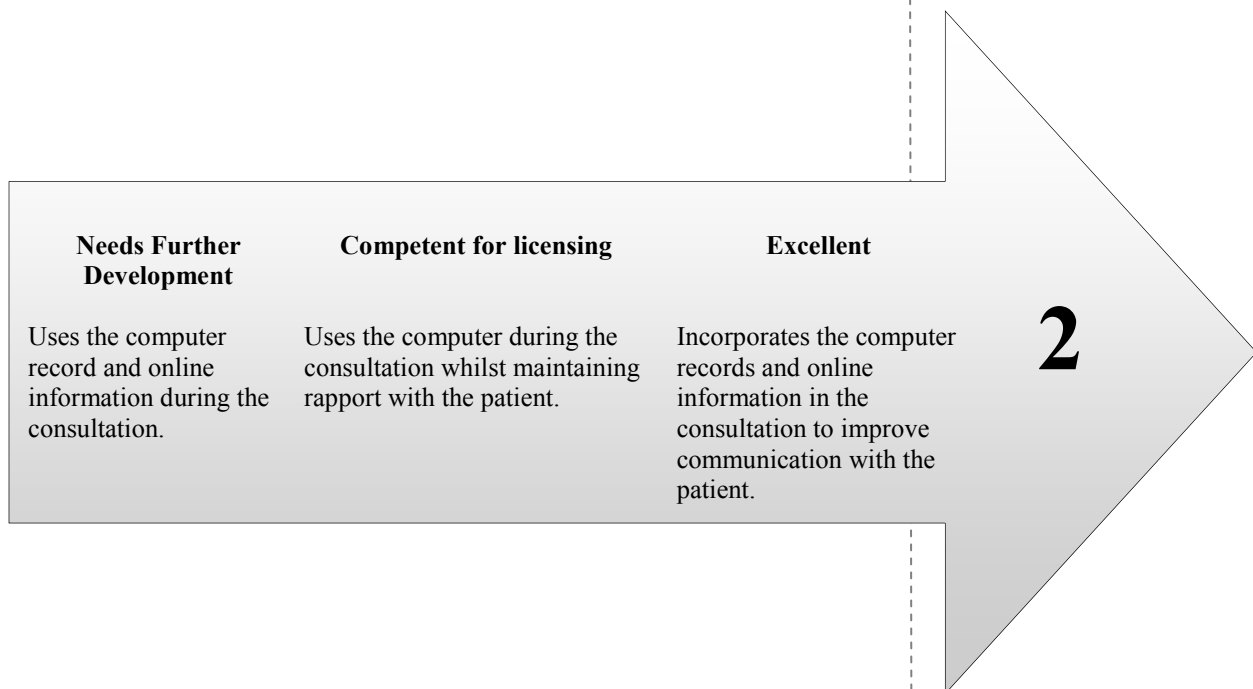 Needs Further
Development
Uses the computer
record and online
information during the
consultation.
Competent for licensing
Uses the computer during the
consultation whilst maintaining
rapport with the patient.
Excellent
Incorporates the computer
records and online
information in the
consultation to improve
communication with the
patient.
2